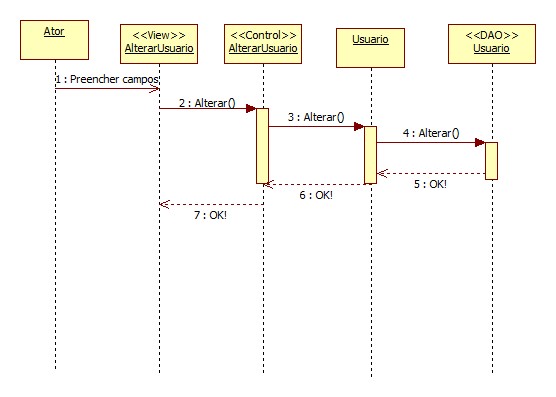 Ator
<<View>>
AlterarUsuario
<<Control>>
AlterarUsuario
Usuario
<<DAO>>
Usuario
1 : Preencher campos
2 : Alterar()
3 : Alterar()
4 : Alterar()
5 : OK!
6 : OK!
7 : OK!